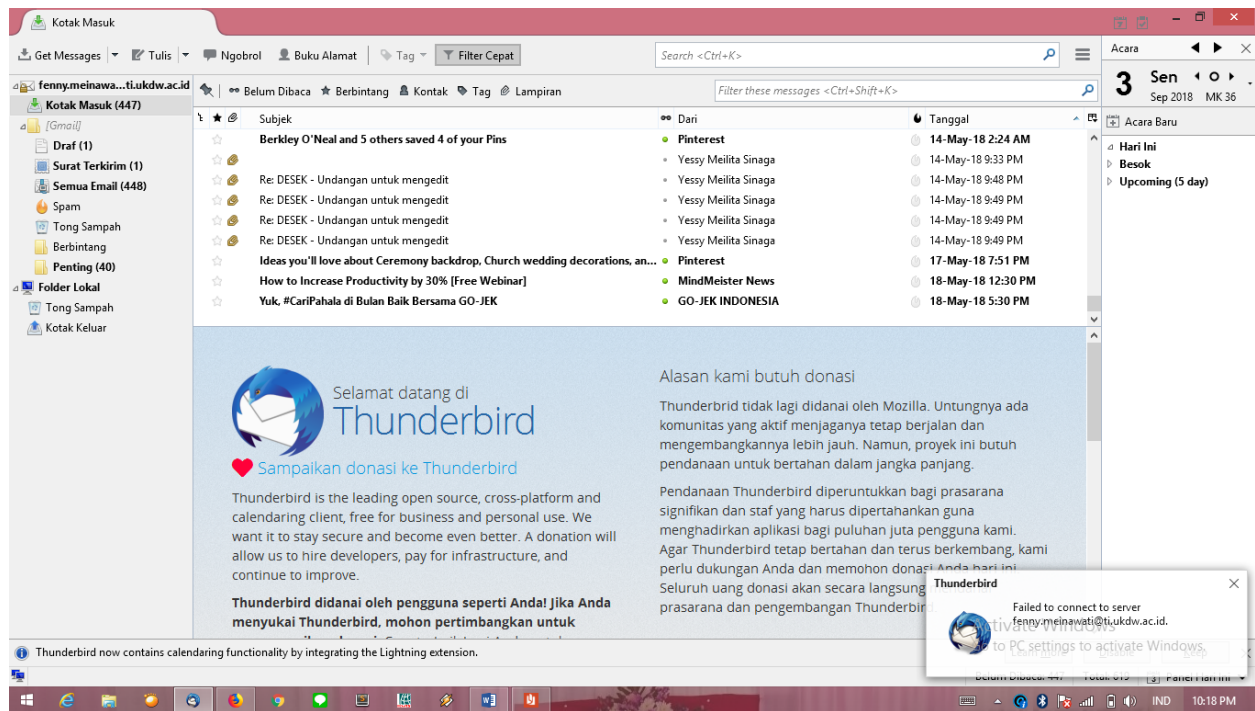 Kotak Masuk
Get Messages
Tulis
Ngobrol
Buku Alamat
Tag
Filter Cepat
Search <Ctrl+K>
Acara
fenny.meinawa...ti.ukdw.ac.id
Kotak Masuk (447)
[Gmail]
Draf (1)
Surat Terkirim (1)
Semua Email (448)
Spam
Tong Sampah
Berbintang
Penting (40)
Folder Lokal
Tong Sampah
Kotak Keluar
Belum Dibaca Berbintang Kontak Tag Lampiran
Filter these messages <Ctrl+Shift+K>
Subjek Dari Tanggal
Berkley O'Neal and 5 others saved 4 of your Pins Pinterest 14-May-18 2:24 AM
Yessy Meilita Sinaga 14-May-18 9:33 PM
Re: DESEK - Undangan untuk mengedit Yessy Meilita Sinaga 14-May-18 9:48 PM
Re: DESEK - Undangan untuk mengedit Yessy Meilita Sinaga 14-May-18 9:49 PM
Re: DESEK - Undangan untuk mengedit Yessy Meilita Sinaga 14-May-18 9:49 PM
Re: DESEK - Undangan untuk mengedit Yessy Meilita Sinaga 14-May-18 9:49 PM
Ideas you'll love about Ceremony backdrop, Church wedding decorations, an... Pinterest 17-May-18 7:51 PM
How to Increase Productivity by 30% [Free Webinar] MindMeister News 18-May-18 12:30 PM
Yuk, #CariPahala di Bulan Baik Bersama GO-JEK GO-JEK INDONESIA 18-May-18 5:30 PM
3 Sen
Sep 2018 MK 36
Acara Baru
Hari Ini
Besok
Upcoming (5 day)
Selamat datang di
Thunderbird
Sampaikan donasi ke Thunderbird
Thunderbird is the leading open source, cross-platform and
calendaring client, free for business and personal use. We
want it to stay secure and become even better. A donation will
allow us to hire developers, pay for infrastructure, and
continue to improve.
Thunderbird didanai oleh pengguna seperti Anda! Jika Anda
menyukai Thunderbird, mohon pertimbangkan untuk
Alasan kami butuh donasi
Thunderbrid tidak lagi didanai oleh Mozilla. Untungnya ada
komunitas yang aktif menjaganya tetap berjalan dan
mengembangkannya lebih jauh. Namun, proyek ini butuh
pendanaan untuk bertahan dalam jangka panjang.
Pendanaan Thunderbird diperuntukkan bagi prasarana
signifikan dan staf yang harus dipertahankan guna
menghadirkan aplikasi bagi puluhan juta pengguna kami.
Agar Thunderbird tetap bertahan dan terus berkembang, kami
perlu dukungan Anda dan memohon donasi Anda hari ini.
Seluruh uang donasi akan secara langsung
prasarana dan pengembangan Thunderbird
Thunderbird
Failed to connect to server
fenny.meinawati@ti.ukdw.ac.id.
Activate Windows
Go to PC settings to activate Windows.
Thunderbird now contains calendaring functionality by integrating the Lightning extension.
Belum Dibaca: 447 Total: 619 3 Panel Hari Ini
IND 10:18 PM